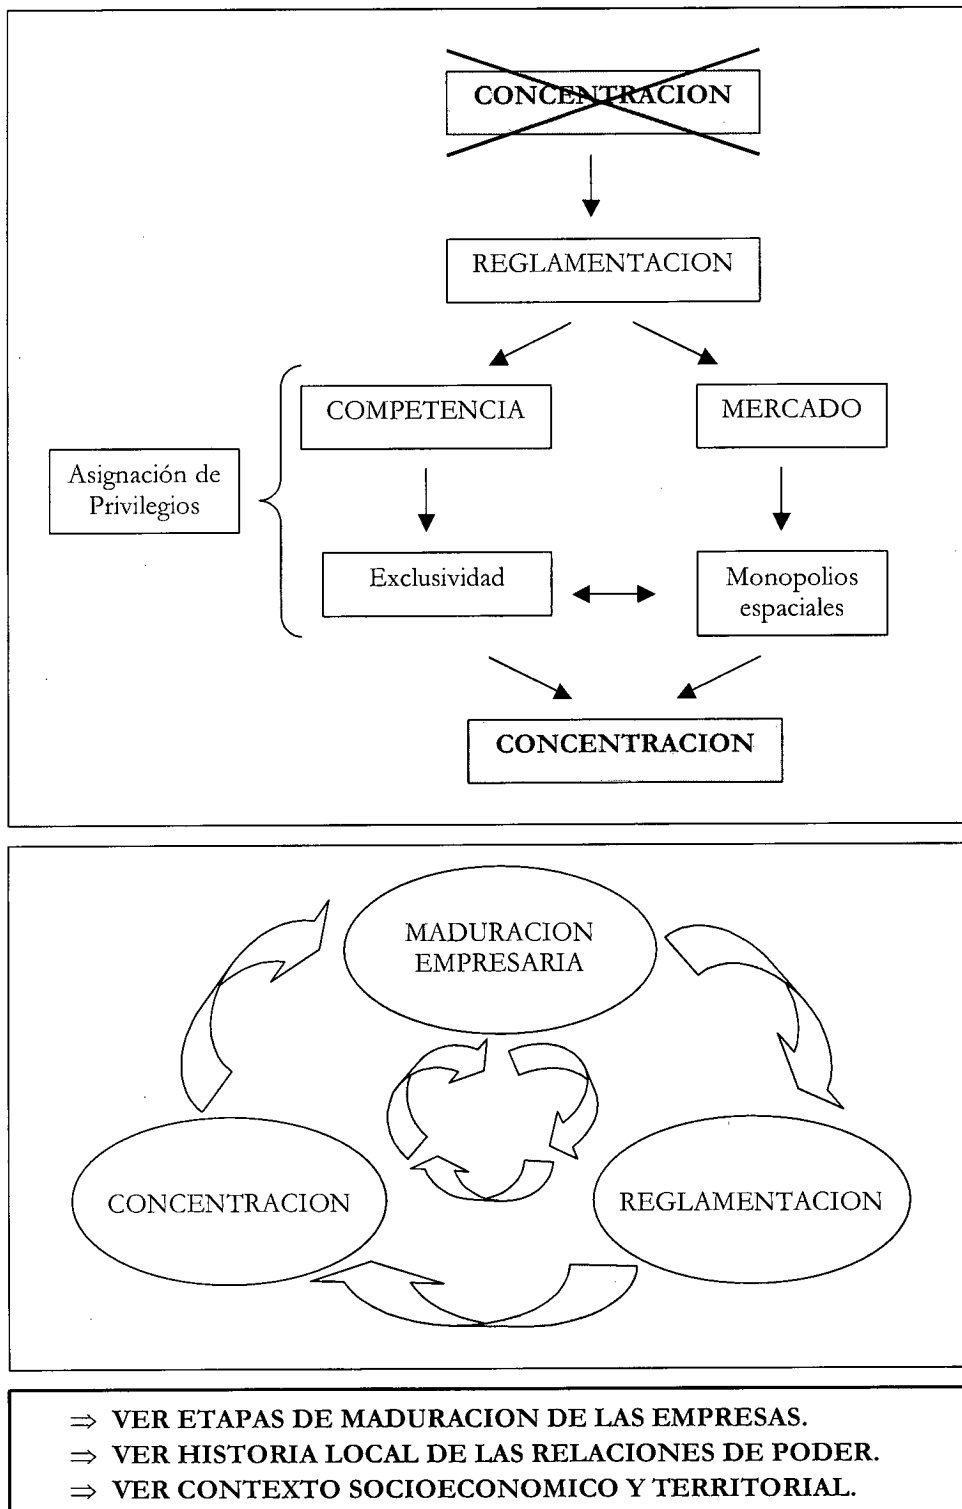 CONCENTRACION
REGLAMENTACION
COMPETENCIA
MERCADO
Asignación de
Privilegios
Exclusividad
Monopolios
espaciales
CONCENTRACION
MADURACION
EMPRESARIA
CONCENTRACION
REGLAMENTACION
⇒ VER ETAPAS DE MADURACION DE LAS EMPRESAS.
⇒ VER HISTORIA LOCAL DE LAS RELACIONES DE PODER.
⇒ VER CONTEXTO SOCIOECONOMICO Y TERRITORIAL.